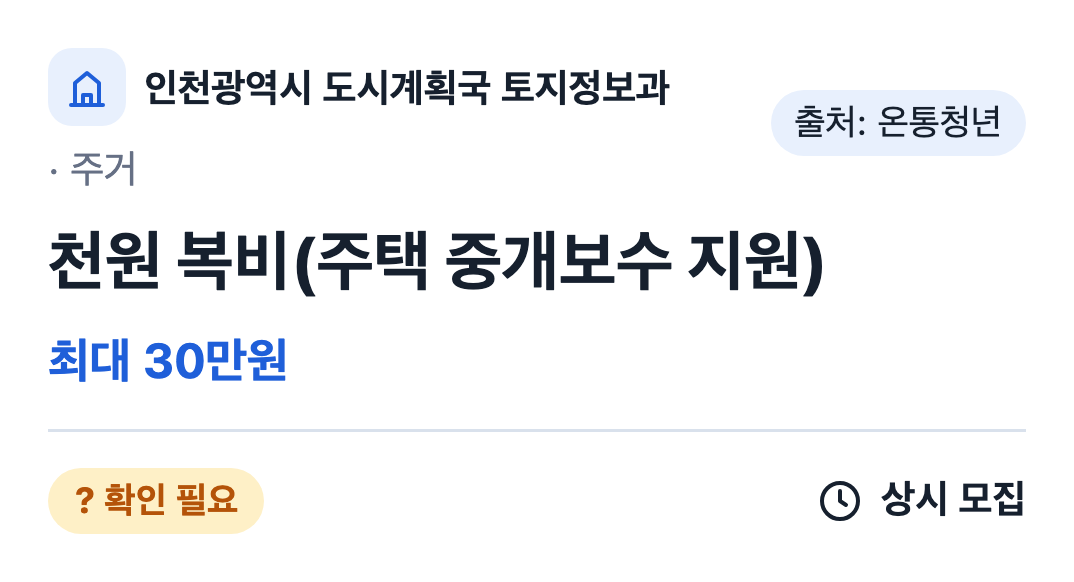 인천광역시 도시계획국 토지정보과
출처: 온통청년
· 주거
천원 복비(주택 중개보수 지원)
최대 30만원
? 확인 필요
상시 모집